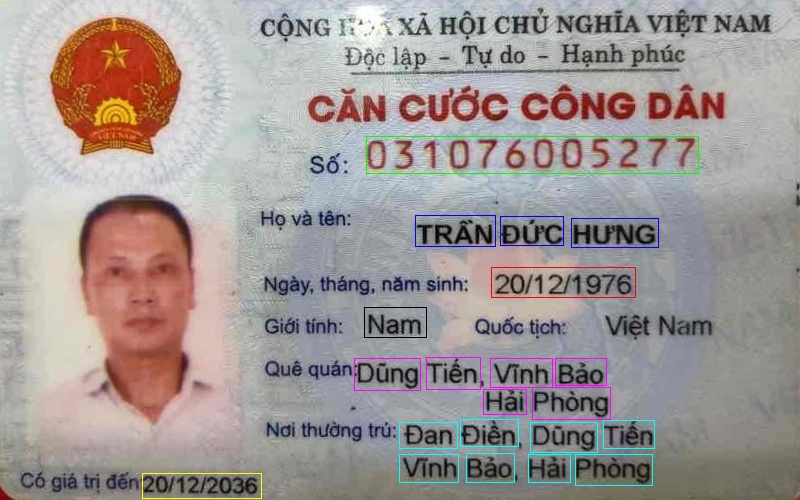 CỘNG HÒA XÃ HỘI CHỦ NGHĨA VIỆT NAM
Độc lập - Tự do - Hạnh phúc
CĂN CƯỚC CÔNG DÂN
Số: 031076005277
Họ và tên: TRẦN ĐỨC HƯNG
Ngày, tháng, năm sinh: 20/12/1976
Giới tính: Nam Quốc tịch: Việt Nam
Quê quán: Dũng Tiến, Vĩnh Bảo
Hải Phòng
Nơi thường trú: Đan Điền, Dũng Tiến
Vĩnh Bảo, Hải Phòng
Có giá trị đến: 20/12/2036